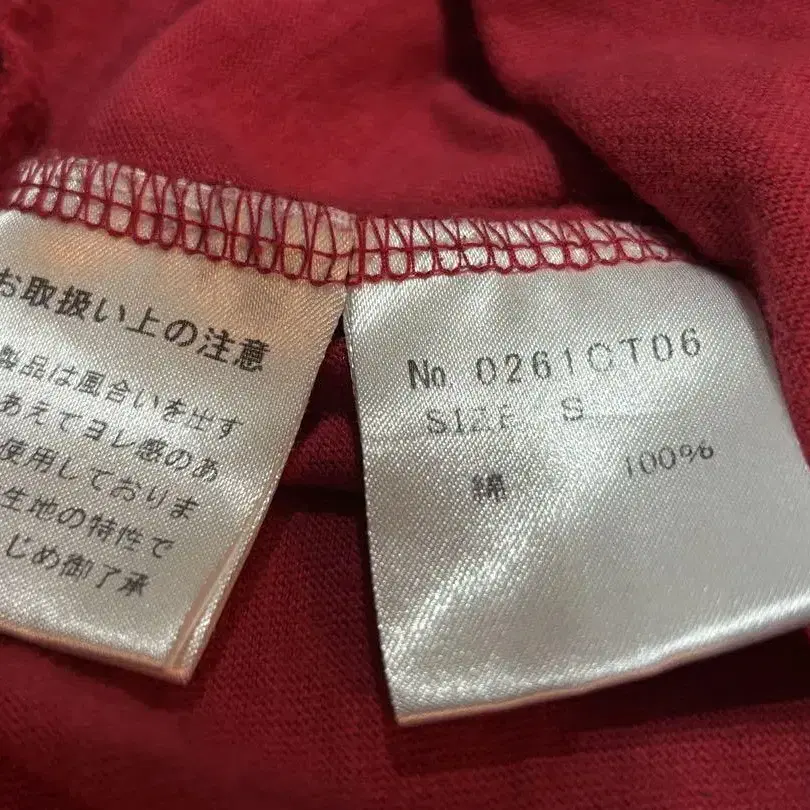 お取扱い上の注意
製品は風合いを出す
あえてヨレ感のあ
使用しておりま
生地の特性で
じめ御了承
No. 0261CT06
SIZE S
綿 100%